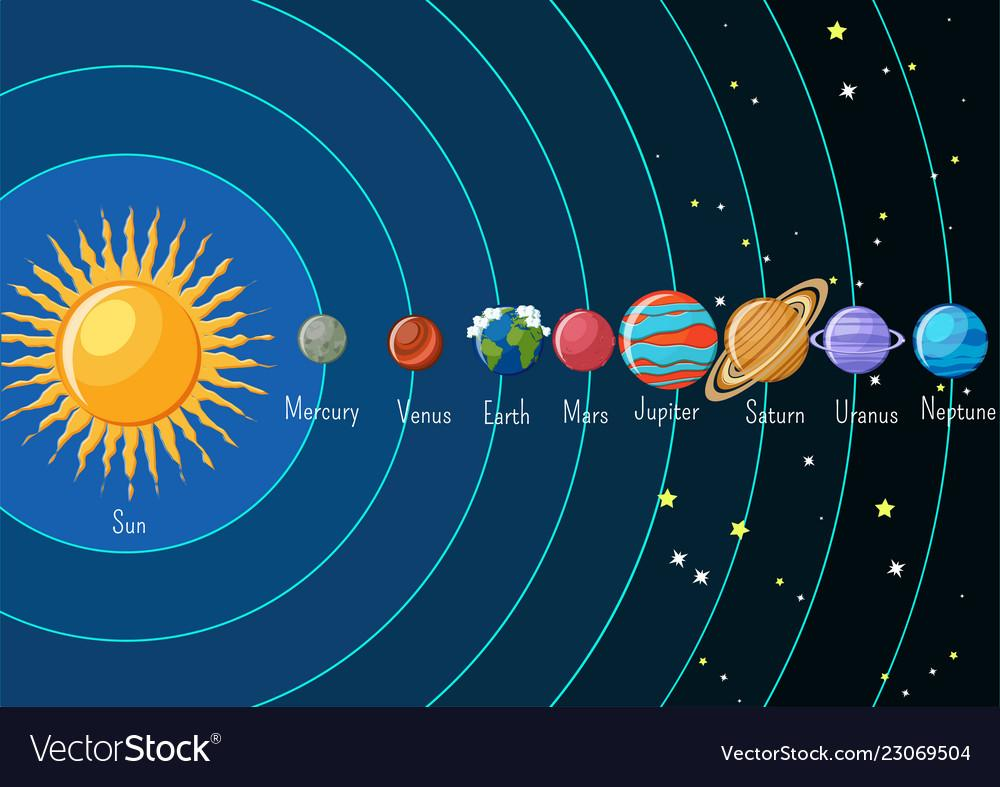 Sun
Mercury
Venus
Earth
Mars
Jupiter
Saturn
Uranus
Neptune
VectorStock®
VectorStock.com/23069504